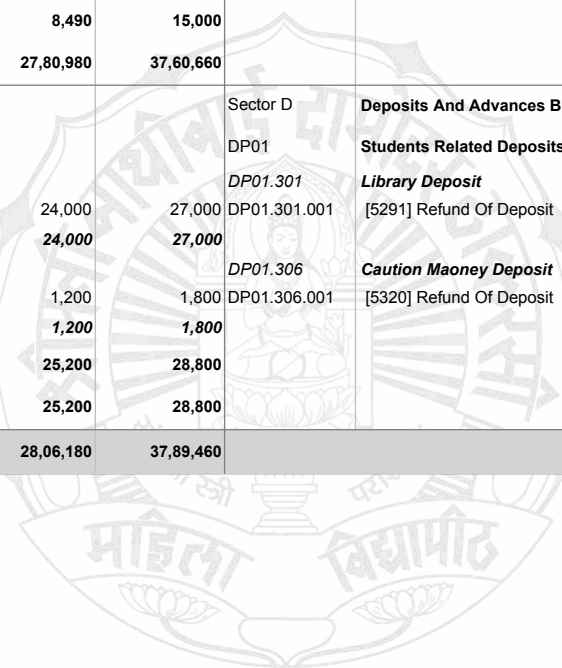 8,490 15,000
27,80,980 37,60,660
Sector D Deposits And Advances B
DP01 Students Related Deposits
DP01.301 Library Deposit
24,000 27,000 DP01.301.001 [5291] Refund Of Deposit
24,000 27,000
DP01.306 Caution Maoney Deposit
1,200 1,800 DP01.306.001 [5320] Refund Of Deposit
1,200 1,800
25,200 28,800
25,200 28,800
28,06,180 37,89,460
महिला विद्यापीठ